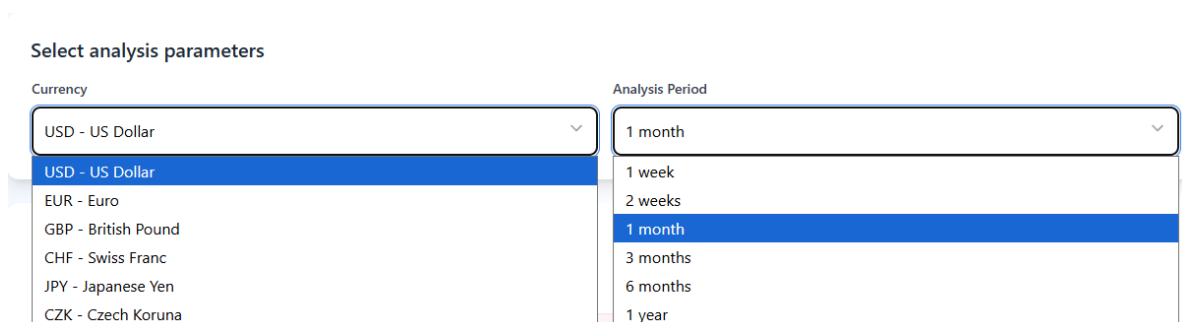 Select analysis parameters
Currency
Analysis Period
USD - US Dollar
1 month
USD - US Dollar
EUR - Euro
GBP - British Pound
CHF - Swiss Franc
JPY - Japanese Yen
CZK - Czech Koruna
1 week
2 weeks
1 month
3 months
6 months
1 year